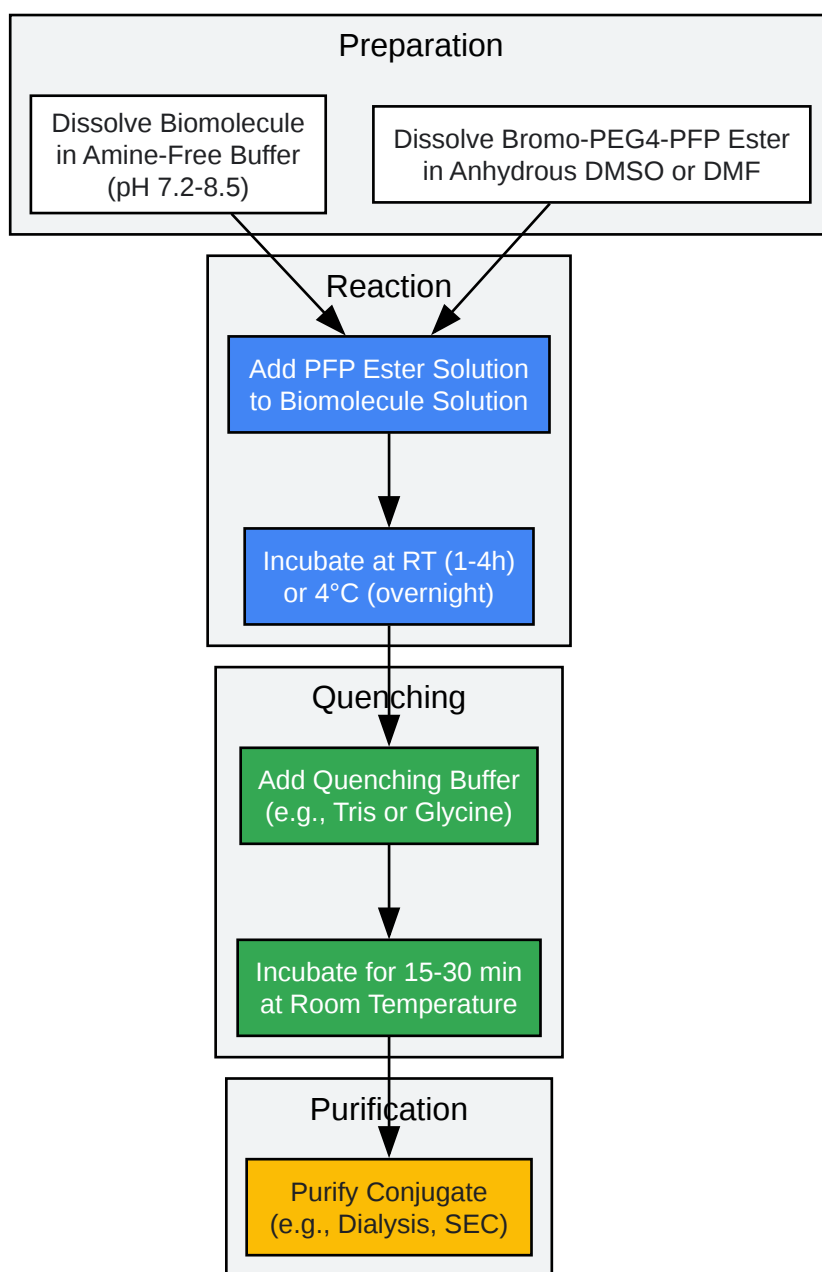 Preparation
Dissolve Biomolecule
in Amine-Free Buffer
(pH 7.2-8.5)
Dissolve Bromo-PEG4-PFP Ester
in Anhydrous DMSO or DMF
Reaction
Add PFP Ester Solution
to Biomolecule Solution
Incubate at RT (1-4h)
or 4°C (overnight)
Quenching
Add Quenching Buffer
(e.g., Tris or Glycine)
Incubate for 15-30 min
at Room Temperature
Purification
Purify Conjugate
(e.g., Dialysis, SEC)